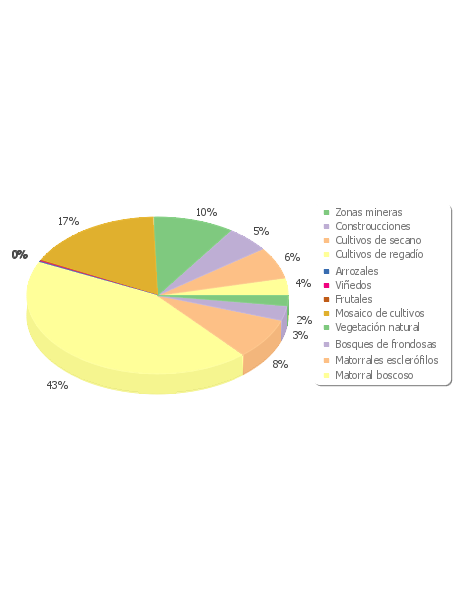 10%
17%
5%
6%
0%
4%
2%
3%
8%
43%
Zonas mineras
Construcciones
Cultivos de secano
Cultivos de regadío
Arrozales
Viñedos
Frutales
Mosaico de cultivos
Vegetación natural
Bosques de frondosas
Matorrales esclerófilos
Matorral boscoso